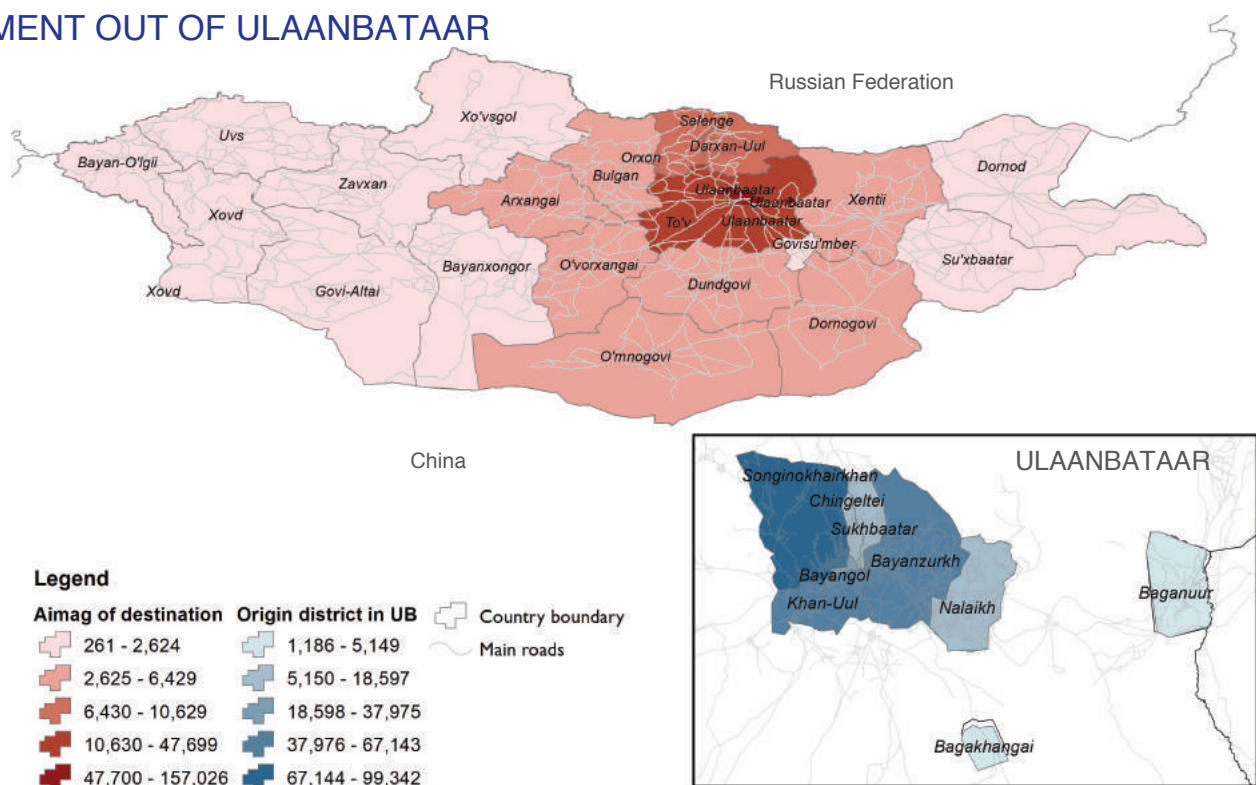 MENT OUT OF ULAANBATAAR
Russian Federation
Xo'vsgol
Selenge
Uvs
Darxan-Uul
Bayan-O'lgii
Orxon
Dornod
Bulgan
Zavxan
Ulaanbaatar
Arxangai
Ulaanbaatar
Xentii
Xovd
To'v
Ulaanbaatar
Govisu'mber
O'vorxangai
Bayanxongor
Su'xbaatar
Dundgovi
Xovd
Govi-Altai
Dornogovi
O'mnogovi
China
ULAANBATAAR
Songinokhairkhan
Chingeltei
Sukhbaatar
Bayanzurkh
Bayangol
Khan-Uul
Nalaikh
Baganuur
Bagakhangai
Legend
Aimag of destination
261 - 2,624
2,625 - 6,429
6,430 - 10,629
10,630 - 47,699
47,700 - 157,026
Origin district in UB
1,186 - 5,149
5,150 - 18,597
18,598 - 37,975
37,976 - 67,143
67,144 - 99,342
Country boundary
Main roads